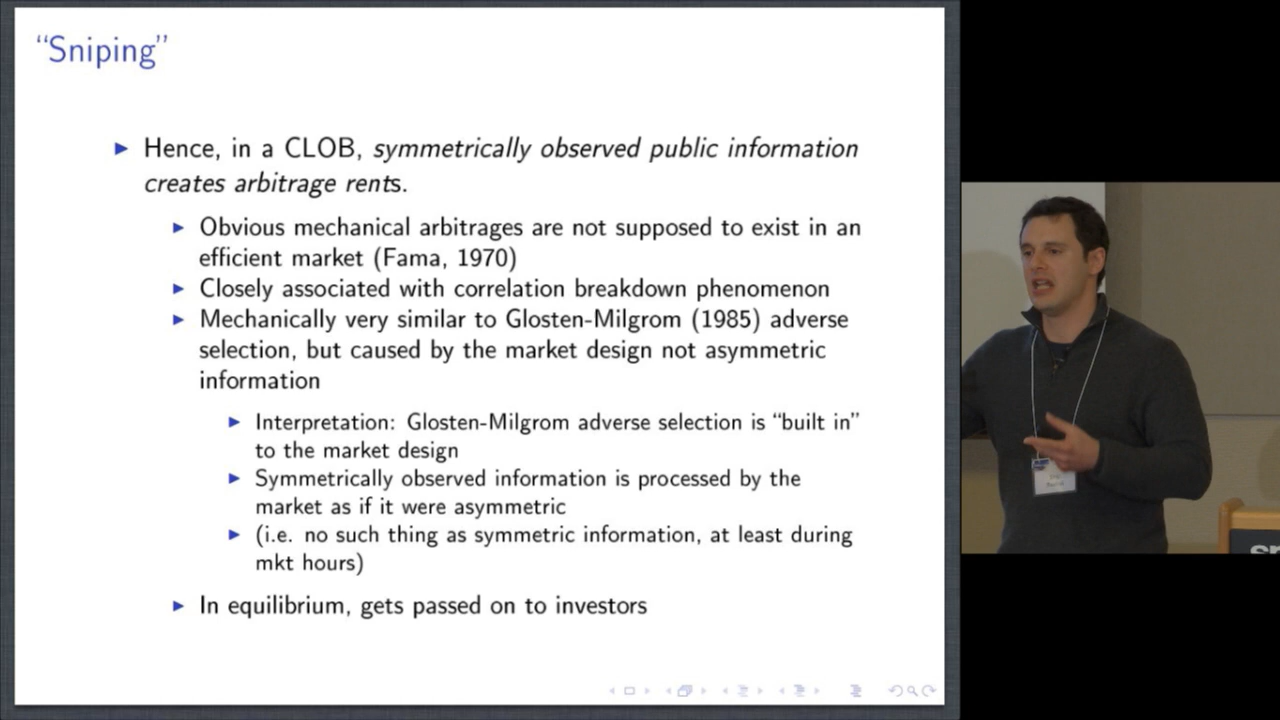 “Sniping”
Hence, in a CLOB, symmetrically observed public information
creates arbitrage rents.
Obvious mechanical arbitrages are not supposed to exist in an
efficient market (Fama, 1970)
Closely associated with correlation breakdown phenomenon
Mechanically very similar to Glosten-Milgrom (1985) adverse
selection, but caused by the market design not asymmetric
information
Interpretation: Glosten-Milgrom adverse selection is “built in”
to the market design
Symmetrically observed information is processed by the
market as if it were asymmetric
(i.e. no such thing as symmetric information, at least during
mkt hours)
In equilibrium, gets passed on to investors